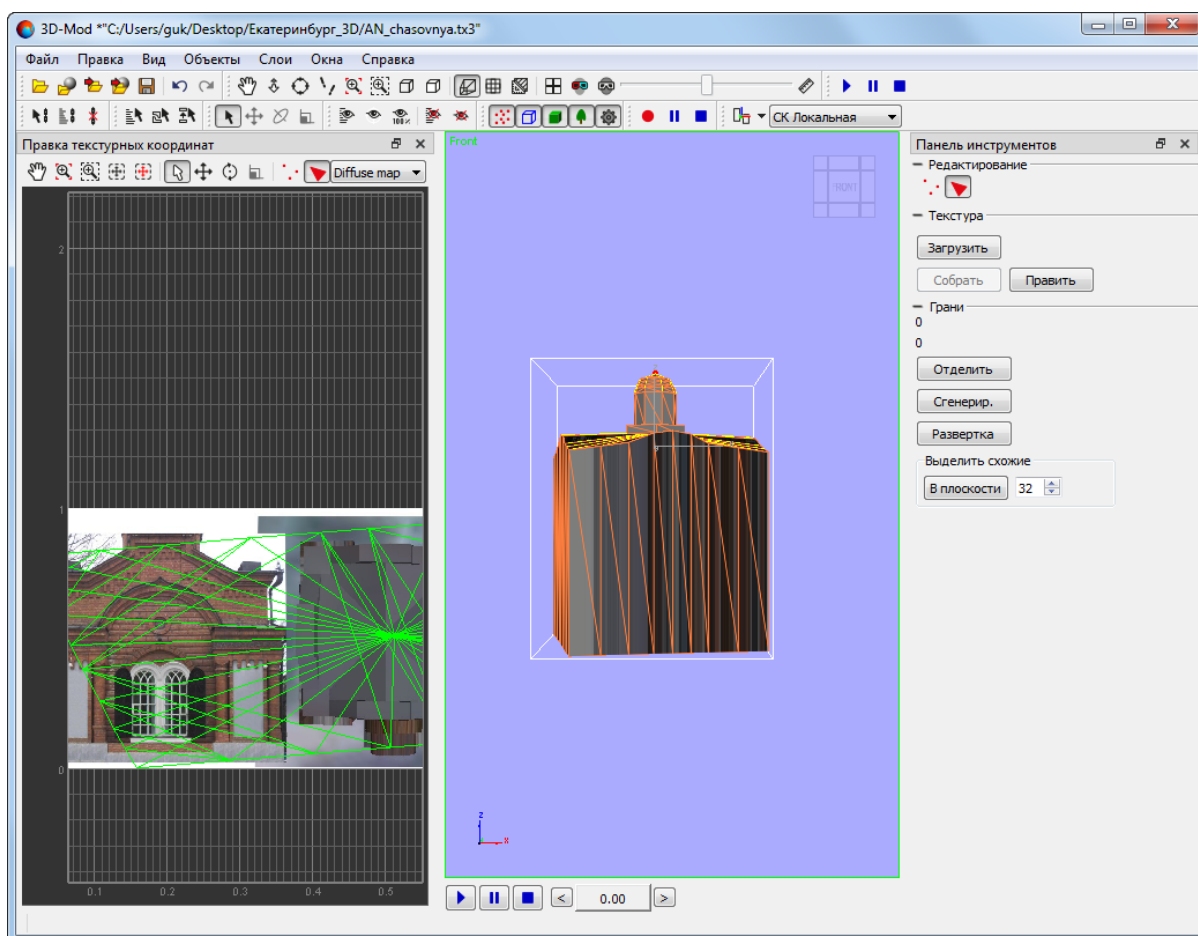 3D-Mod *"C:/Users/guk/Desktop/Екатеринбург_3D/AN_chasovnya.tx3"
Файл Правка Вид Объекты Слои Окна Справка
100%
СК Локальная
Правка текстурных координат
Diffuse map
2
1
0
0.1 0.2 0.3 0.4 0.5
Front
FRONT
z
x
0.00
Панель инструментов
Редактирование
Текстура
Загрузить
Собрать Править
Грани
0
0
Отделить
Сгенерир.
Развертка
Выделить схожие
В плоскости 32